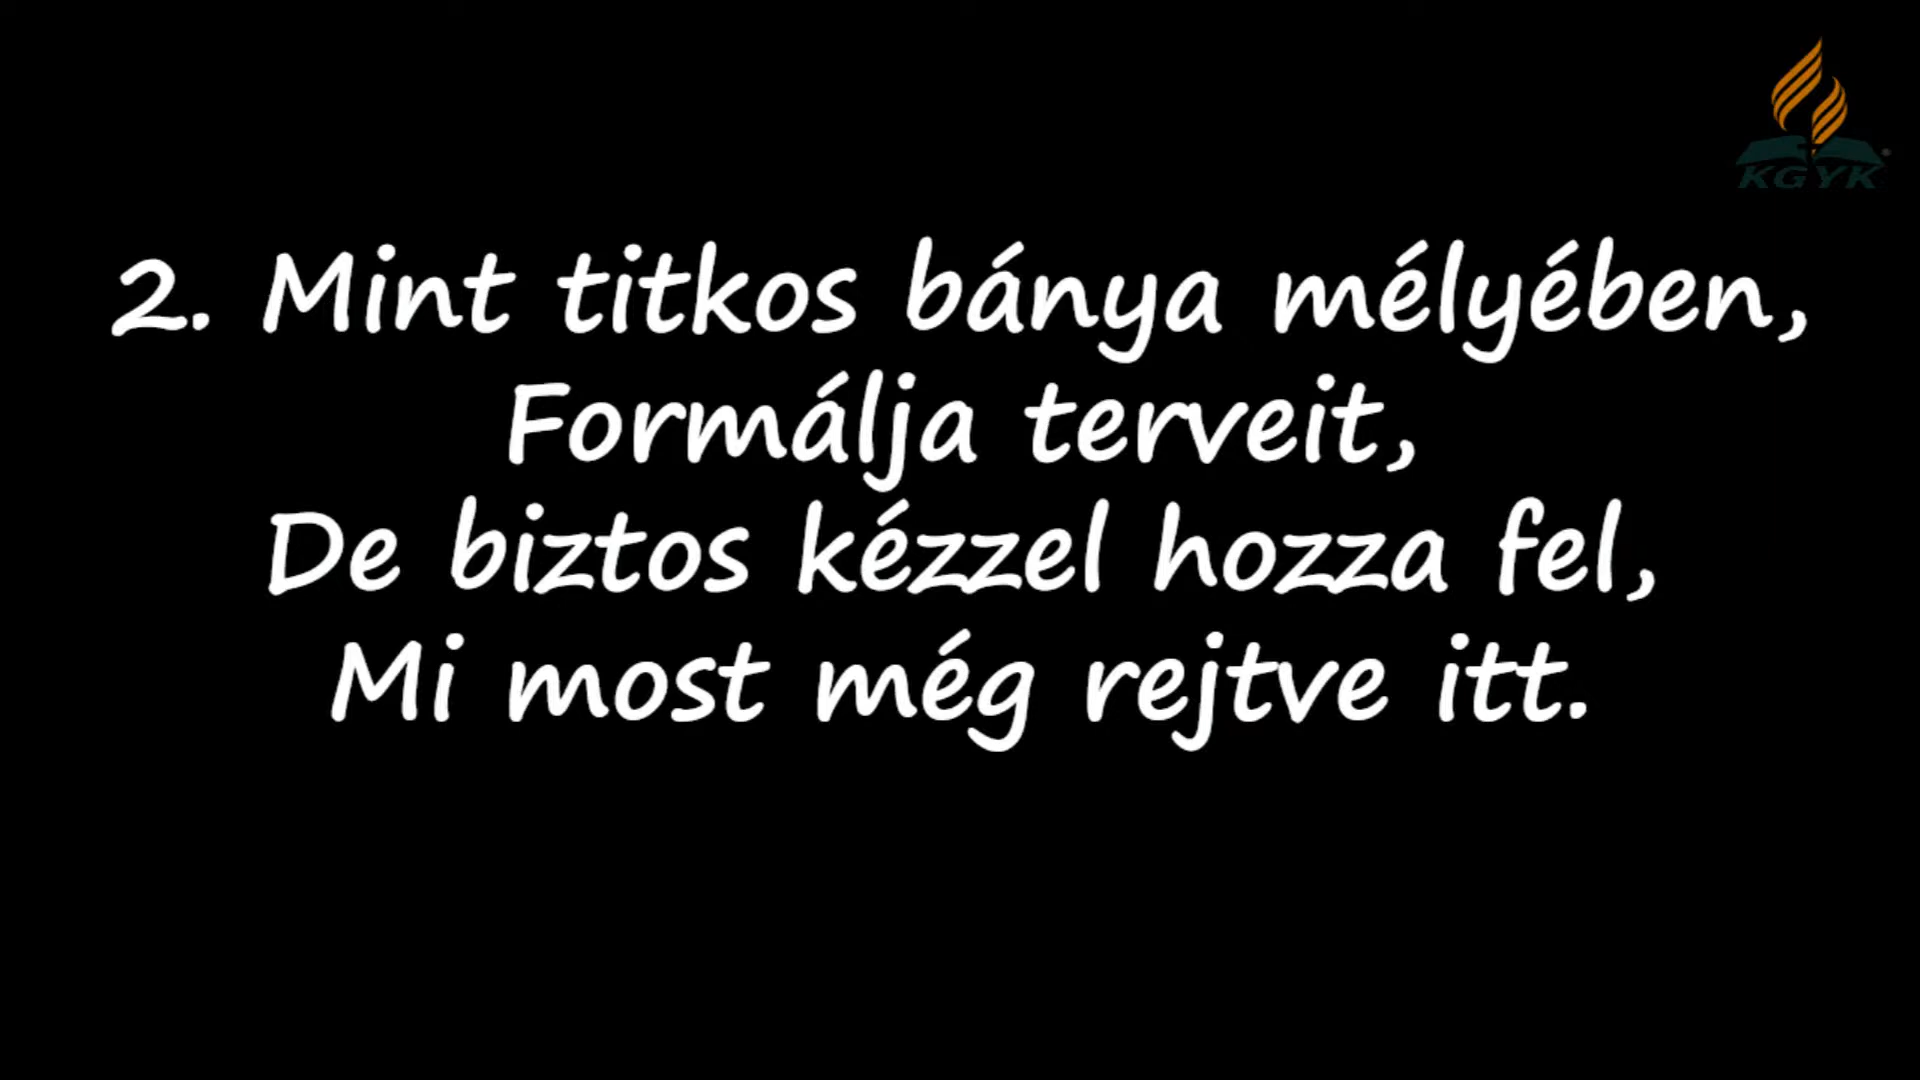 KGYK
2. Mint titkos bánya mélyében,
Formálja terveit,
De biztos kézzel hozza fel,
Mi most még rejtve itt.